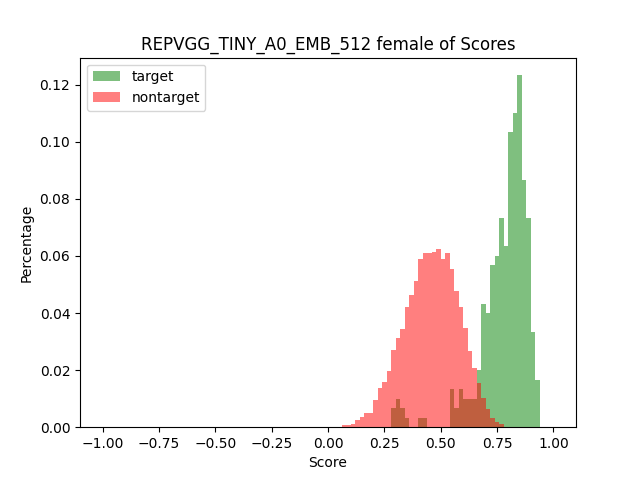 REPVGG_TINY_A0_EMB_512 female of Scores
target
nontarget
0.12
0.10
0.08
0.06
0.04
0.02
0.00
Percentage
−1.00 −0.75 −0.50 −0.25 0.00 0.25 0.50 0.75 1.00
Score